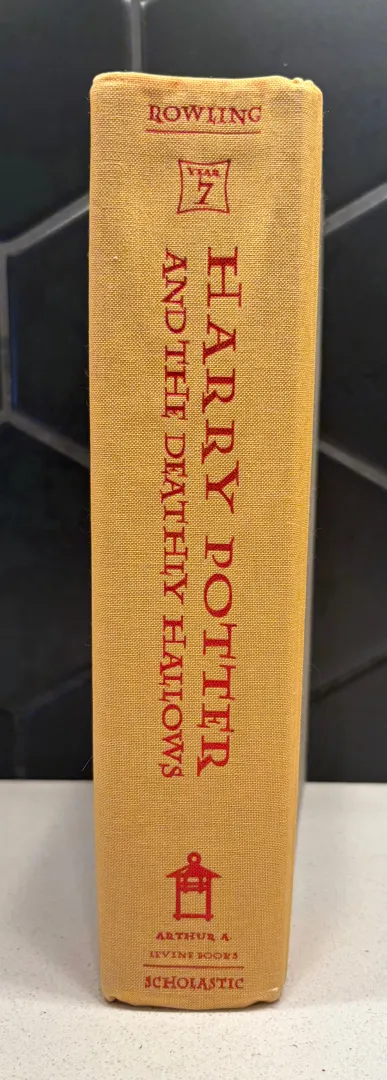 ROWLING
YEAR
7
HARRY POTTER
AND THE DEATHLY HALLOWS
ARTHUR A.
LEVINE BOOKS
SCHOLASTIC